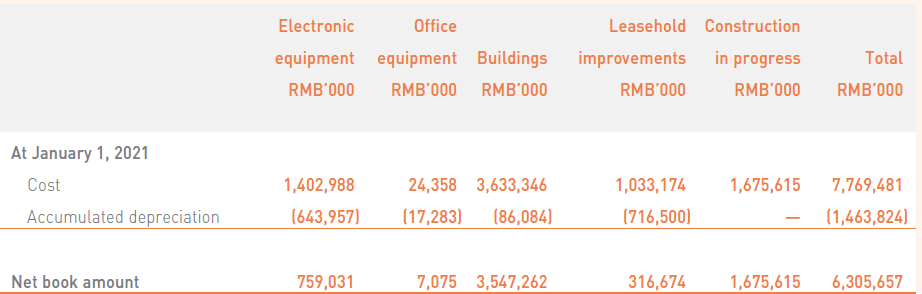 Electronic Office Leasehold Construction
equipment equipment Buildings improvements in progress Total
RMB'000 RMB'000 RMB'000 RMB'000 RMB'000 RMB'000
At January 1, 2021
Cost 1,402,988 24,358 3,633,346 1,033,174 1,675,615 7,769,481
Accumulated depreciation (643,957) (17,283) (86,084) (716,500) — (1,463,824)
Net book amount 759,031 7,075 3,547,262 316,674 1,675,615 6,305,657